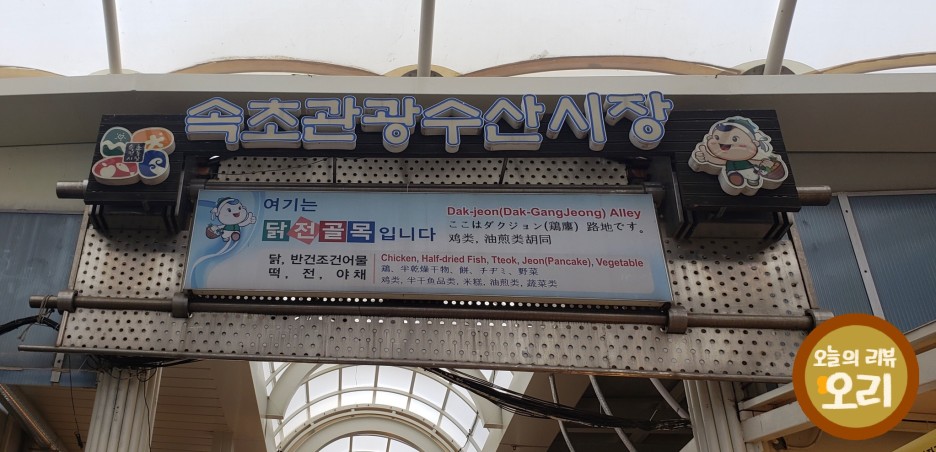 속초관광수산시장
여기는
닭전골목입니다
닭, 반건조건어물
떡, 전, 야채
Dak-jeon(Dak-GangJeong) Alley
ここはダクジョン(鶏廛) 路地です。
鸡类, 油煎类胡同
Chicken, Half-dried Fish, Tteok, Jeon(Pancake), Vegetable
鶏、半乾燥干物、餅、チヂミ、野菜
鸡类, 半干鱼品类, 米糕, 油煎类, 蔬菜类
오늘의 리뷰
오리